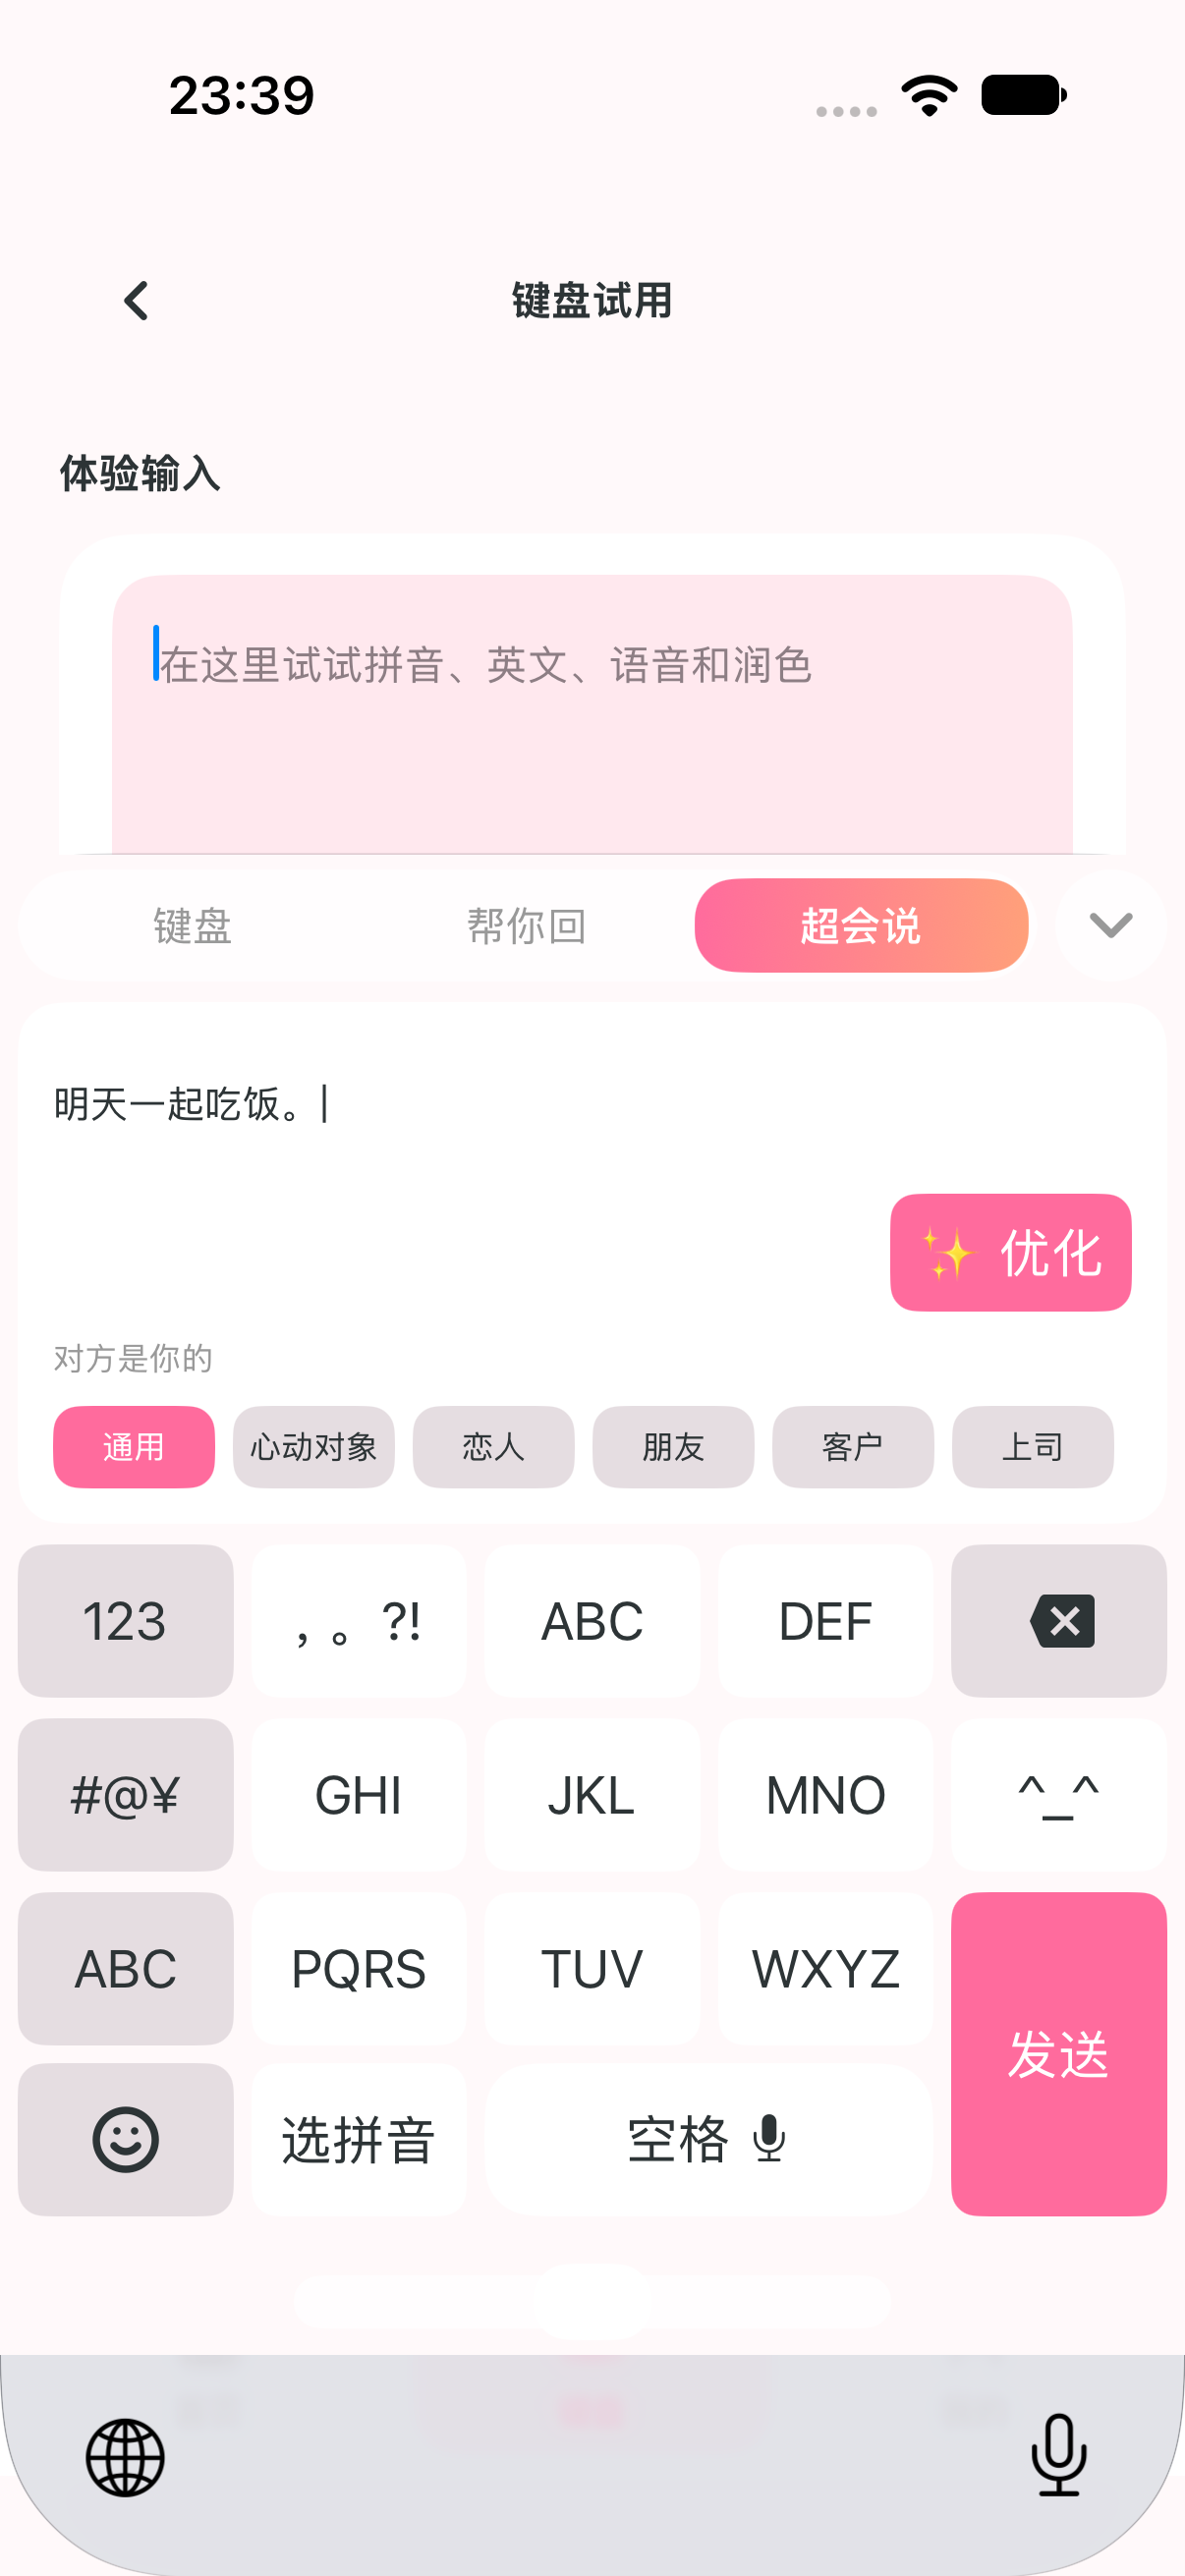 23:39
键盘试用
体验输入
在这里试试拼音、英文、语音和润色
键盘 帮你回 超会说
明天一起吃饭。
✨ 优化
对方是你的
通用 心动对象 恋人 朋友 客户 上司
123 ，。?! ABC DEF
#@¥ GHI JKL MNO ^_^
ABC PQRS TUV WXYZ
发送
选拼音 空格